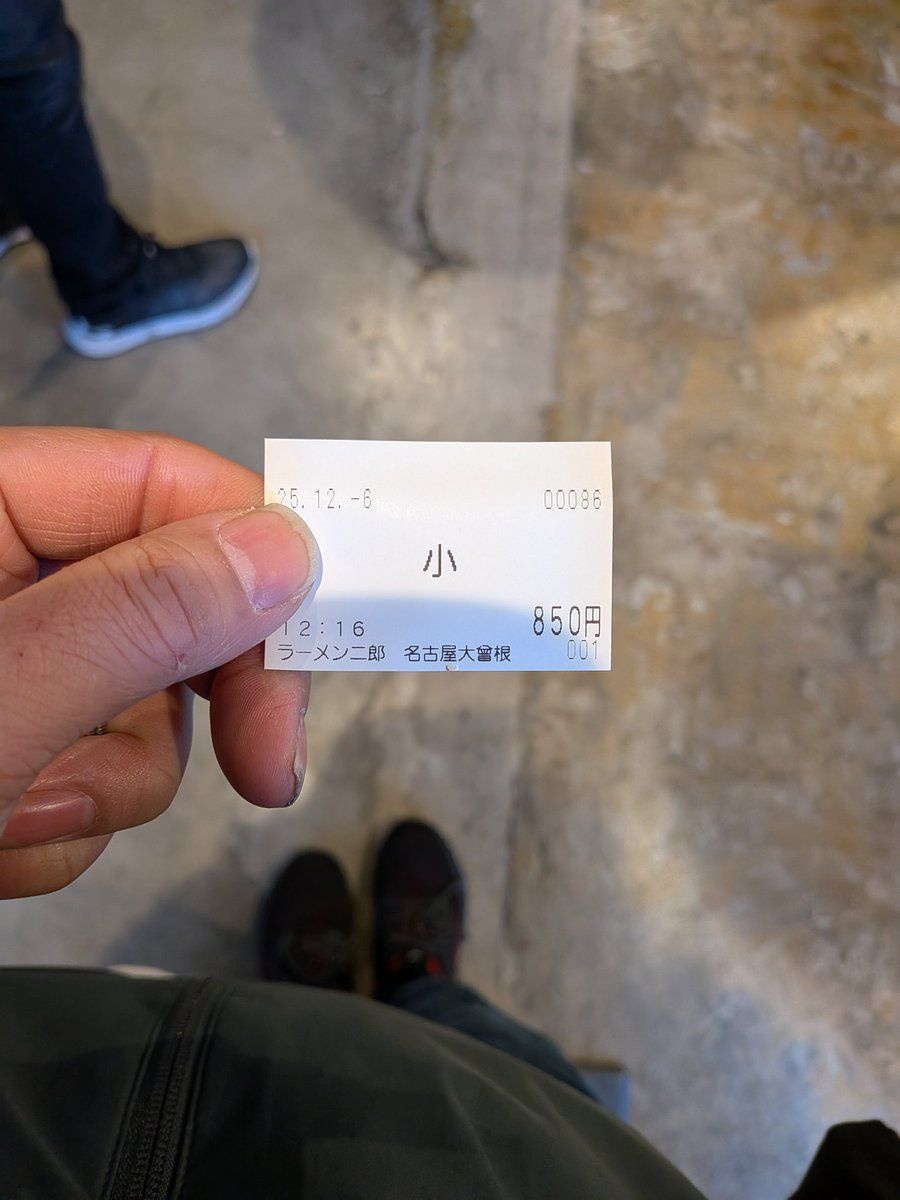 25.12.-6 00086
小
850円
12:16
ラーメン二郎 名古屋大曾根 001